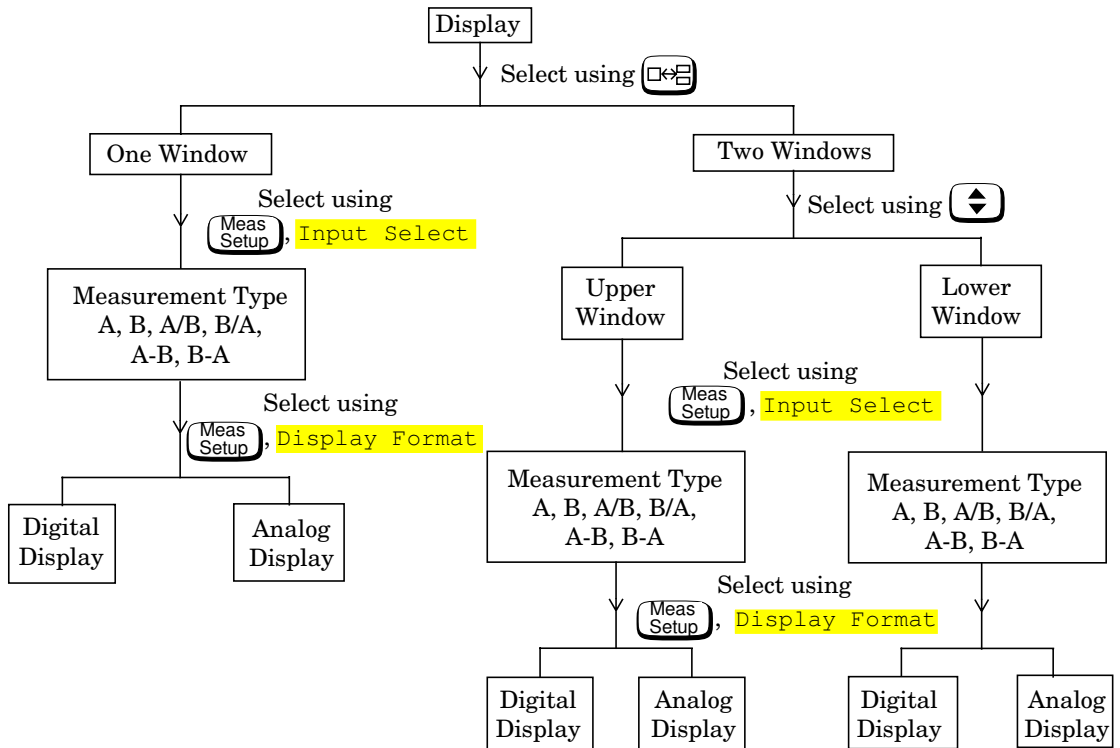 Display
Select using
One Window
Two Windows
Select using
Meas
Setup
, Input Select
Select using
Measurement Type
A, B, A/B, B/A,
A-B, B-A
Upper
Window
Lower
Window
Select using
Meas
Setup
, Display Format
Select using
Meas
Setup
, Input Select
Digital
Display
Analog
Display
Measurement Type
A, B, A/B, B/A,
A-B, B-A
Measurement Type
A, B, A/B, B/A,
A-B, B-A
Select using
Meas
Setup
, Display Format
Digital
Display
Analog
Display
Digital
Display
Analog
Display